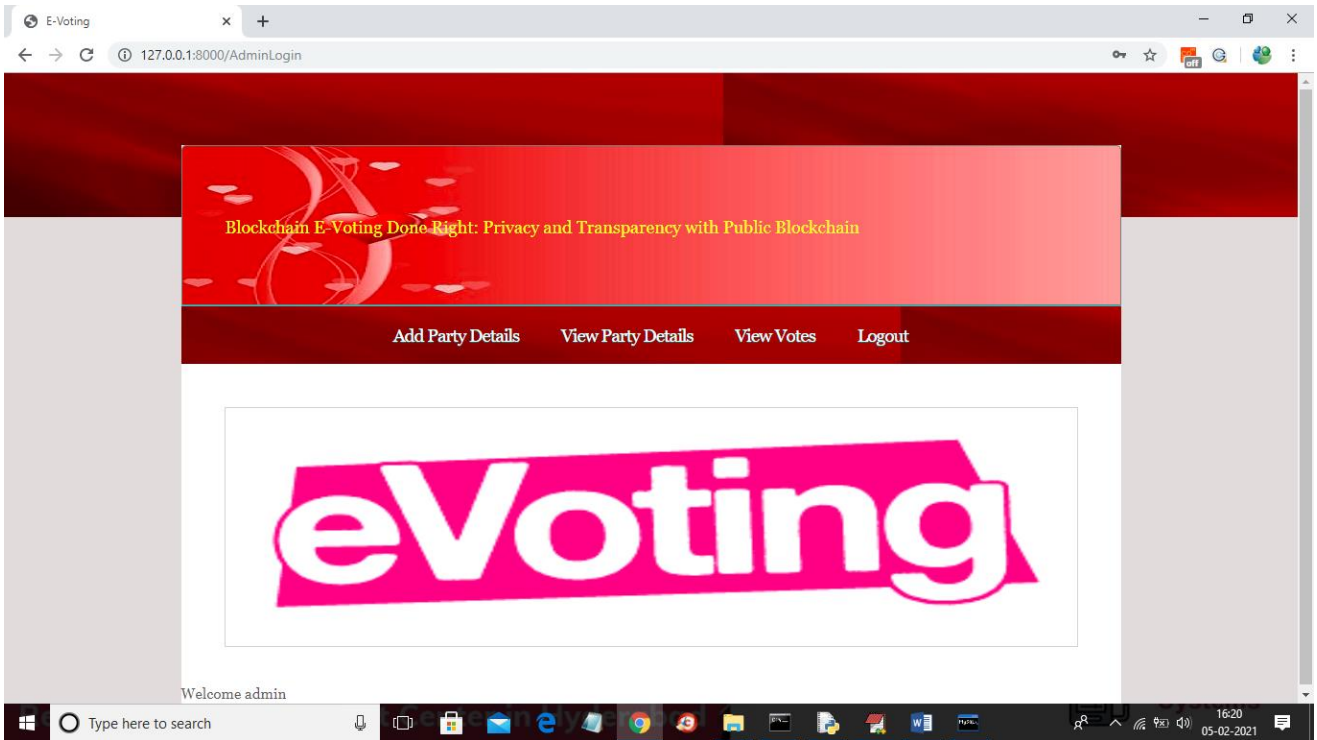 E-Voting
127.0.0.1:8000/AdminLogin
off
Blockchain E-Voting Done Right: Privacy and Transparency with Public Blockchain
Add Party Details View Party Details View Votes Logout
eVoting
Welcome admin
Type here to search
16:20
05-02-2021